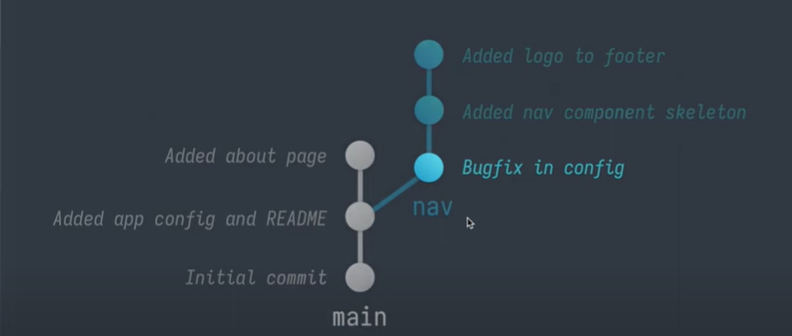 Added logo to footer
Added nav component skeleton
Added about page
Bugfix in config
nav
Added app config and README
Initial commit
main